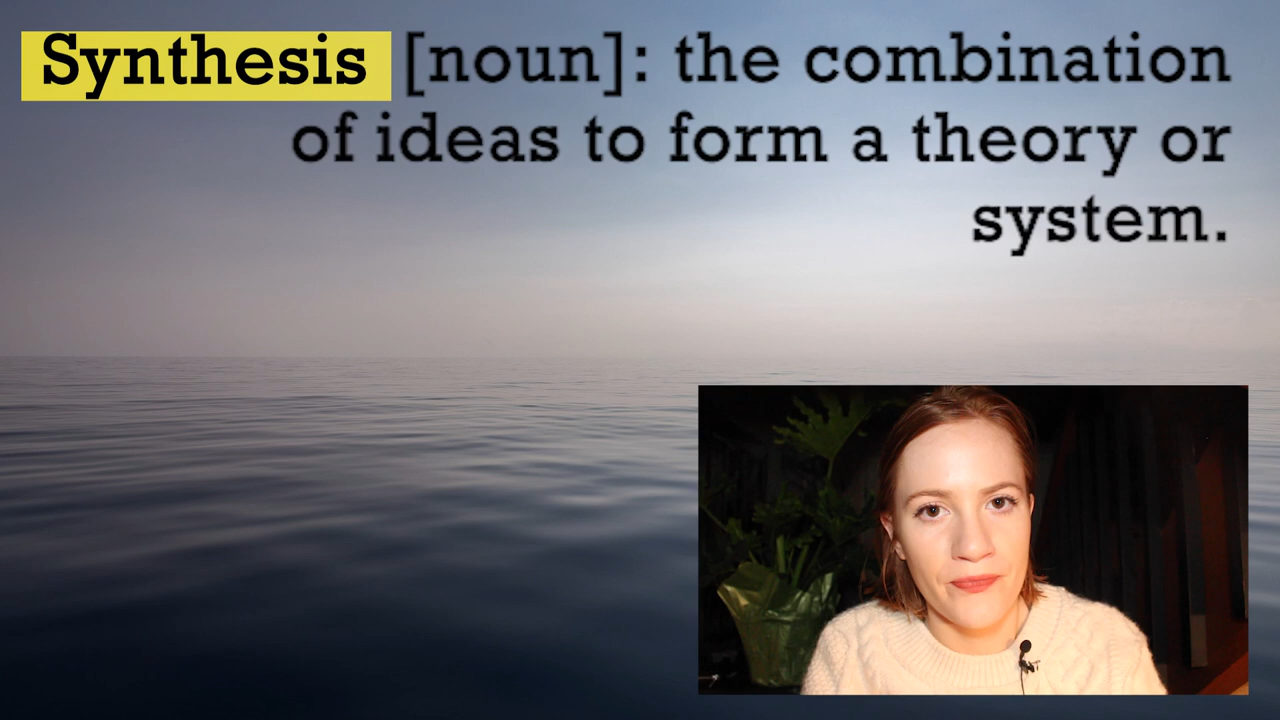 Synthesis [noun]: the combination
of ideas to form a theory or
system.